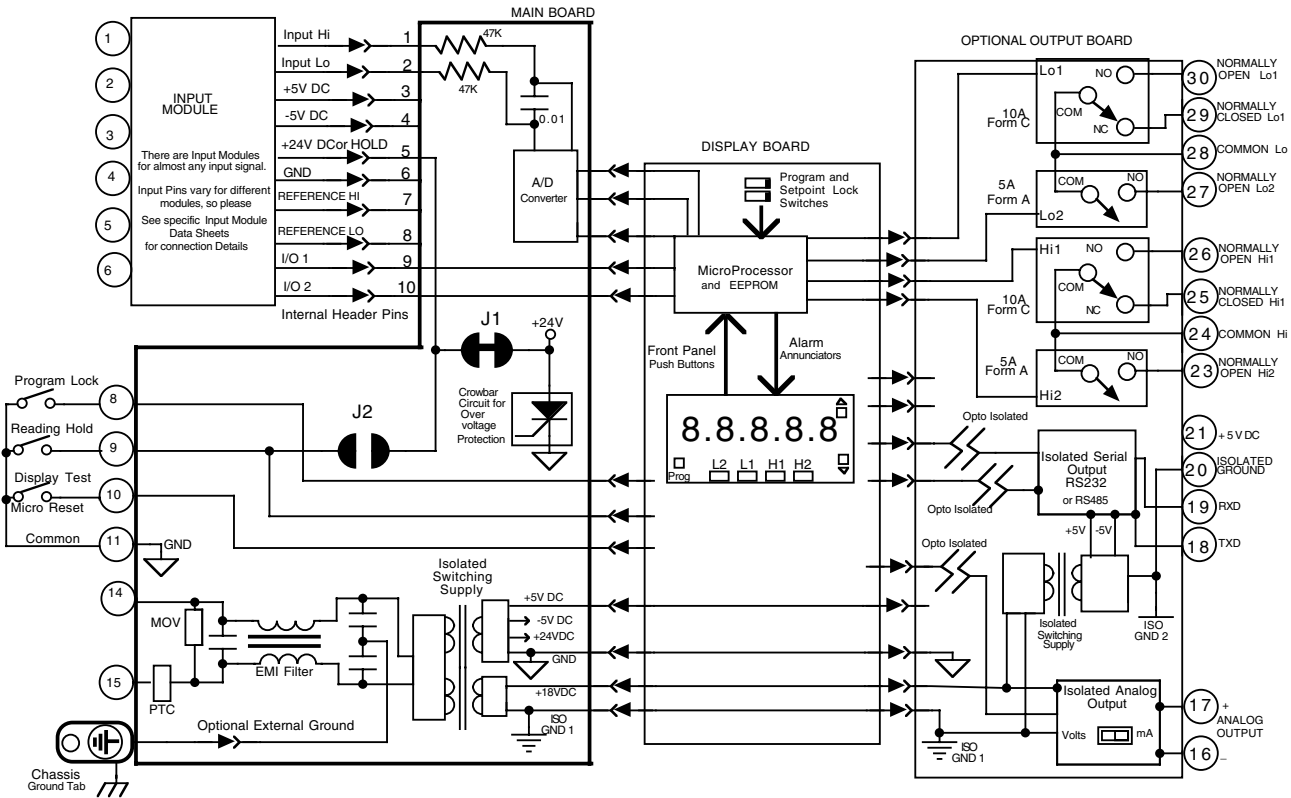 MAIN BOARD
OPTIONAL OUTPUT BOARD
DISPLAY BOARD
1
2
3
4
5
6
INPUT
MODULE
There are Input Modules
for almost any input signal.
Input Pins vary for different
modules, so please
See specific Input Module
Data Sheets
for connection Details
Input Hi
1
Input Lo
2
+5V DC
3
-5V DC
4
+24V DCor HOLD
5
GND
6
REFERENCE HI
7
REFERENCE LO
8
I/O 1
9
I/O 2
10
Internal Header Pins
47K
47K
0.01
A/D
Converter
J1
+24V
Crowbar
Circuit for
Over
voltage
Protection
J2
Program Lock
8
Reading Hold
9
Display Test
10
Micro Reset
Common
11
GND
14
MOV
15
PTC
EMI Filter
Isolated
Switching
Supply
+5V DC
-5V DC
+24VDC
GND
+18VDC
ISO
GND 1
Optional External Ground
Chassis
Ground Tab
Program and
Setpoint Lock
Switches
MicroProcessor
and EEPROM
Front Panel
Push Buttons
Alarm
Annunciators
8.8.8.8.8
Prog
L2 L1 H1 H2
Lo1
NO
COM
NC
10A
Form C
5A
Form A
COM
NO
Lo2
Hi1
NO
COM
NC
10A
Form C
5A
Form A
COM
NO
Hi2
30
NORMALLY
OPEN Lo1
29
NORMALLY
CLOSED Lo1
28
COMMON Lo
27
NORMALLY
OPEN Lo2
26
NORMALLY
OPEN Hi1
25
NORMALLY
CLOSED Hi1
24
COMMON Hi
23
NORMALLY
OPEN Hi2
Opto Isolated
Opto Isolated
Opto Isolated
Isolated Serial
Output
RS232
or RS485
+5V -5V
21
+5 V DC
20
ISOLATED
GROUND
19
RXD
18
TXD
Isolated
Switching
Supply
ISO
GND 2
Isolated Analog
Output
Volts
mA
17
+
ANALOG
OUTPUT
16
_
ISO
GND 1